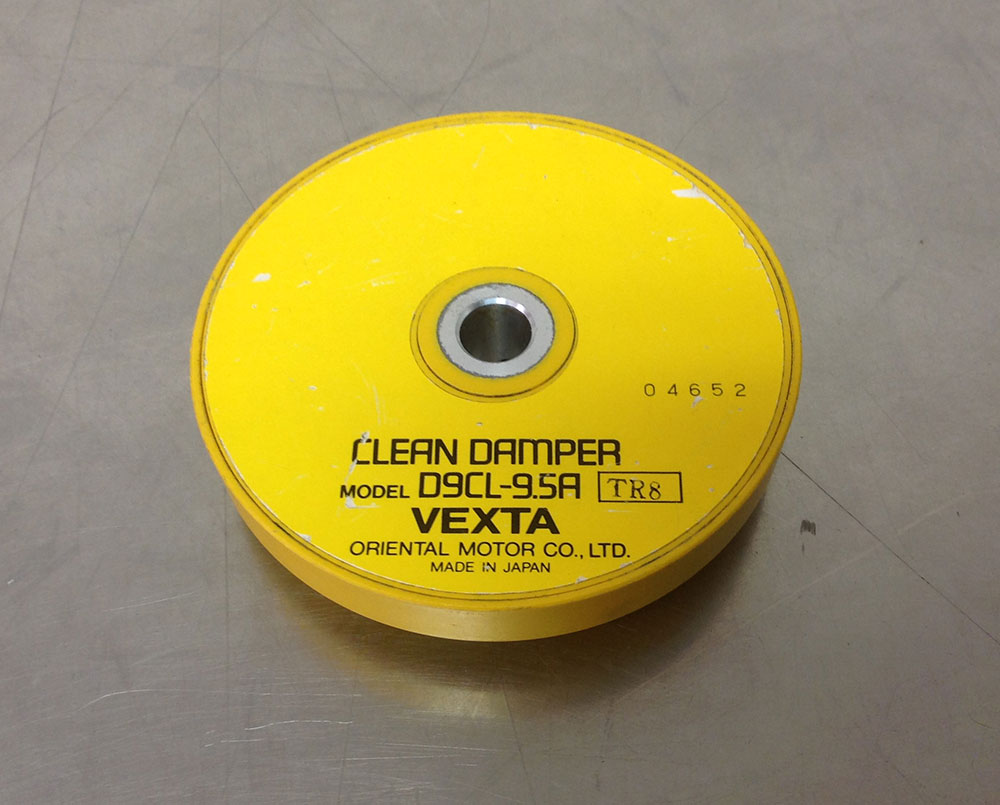 04652
CLEAN DAMPER
MODEL D9CL-9.5A TR8
VEXTA
ORIENTAL MOTOR CO., LTD.
MADE IN JAPAN